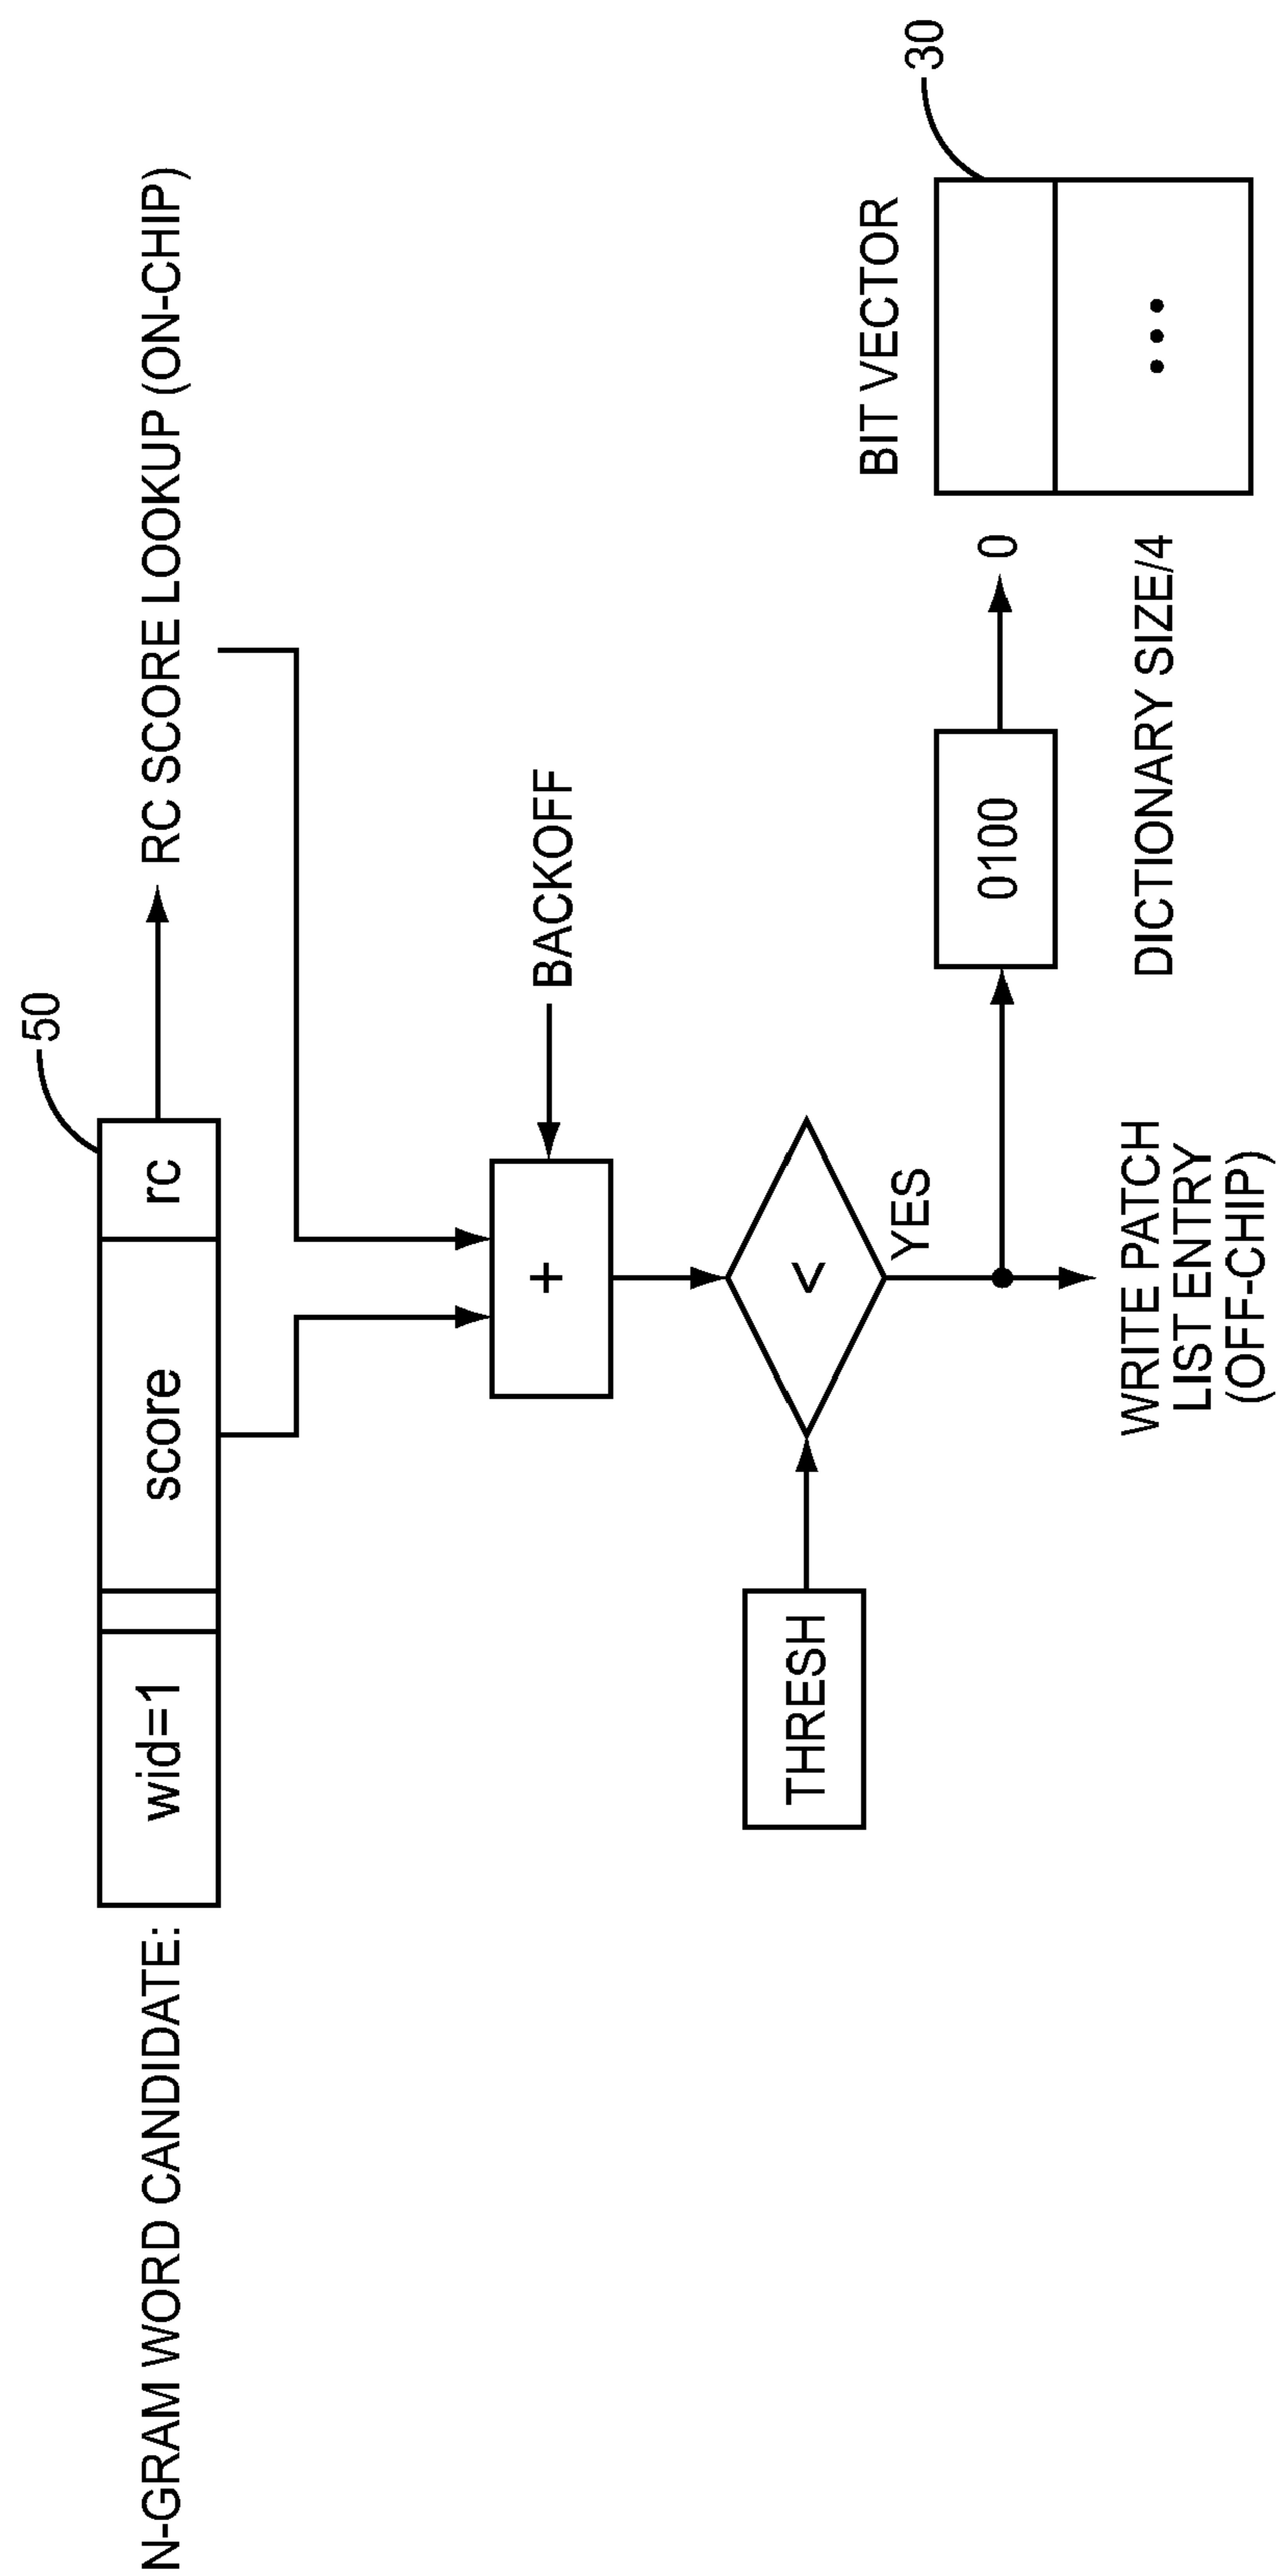 50
N-GRAM WORD CANDIDATE:
wid=1
score
rc
RC SCORE LOOKUP (ON-CHIP)
+
BACKOFF
THRESH
<
YES
BIT VECTOR
30
0100
0
WRITE PATCH
LIST ENTRY
(OFF-CHIP)
DICTIONARY SIZE/4
...